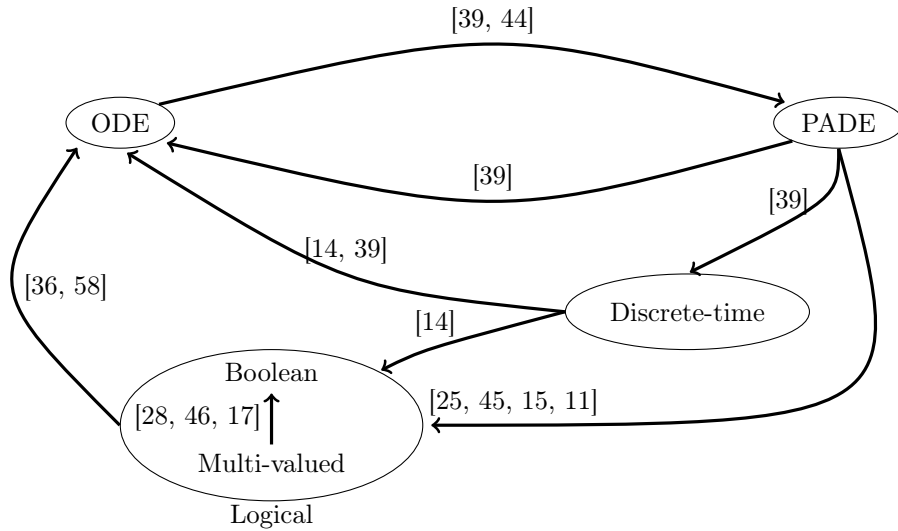 [39, 44]
ODE
PADE
[39]
[39]
[14, 39]
[36, 58]
Discrete-time
[14]
Boolean
[28, 46, 17]
[25, 45, 15, 11]
Multi-valued
Logical